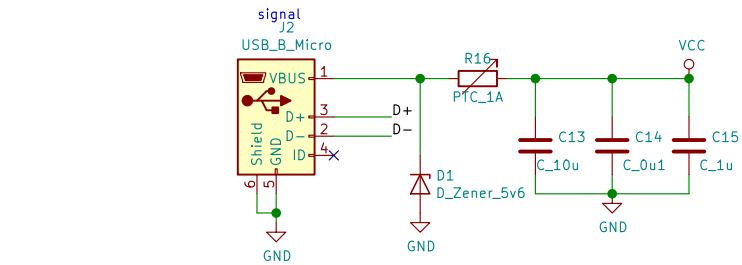 signal
J2
USB_B_Micro
VBUS 1
D+ 3
D- 2
ID 4
Shield
GND
6
5
GND
D+
D-
R16
PTC_1A
D1
D_Zener_5v6
GND
VCC
C13
C_10u
C14
C_0u1
C15
C_1u
GND